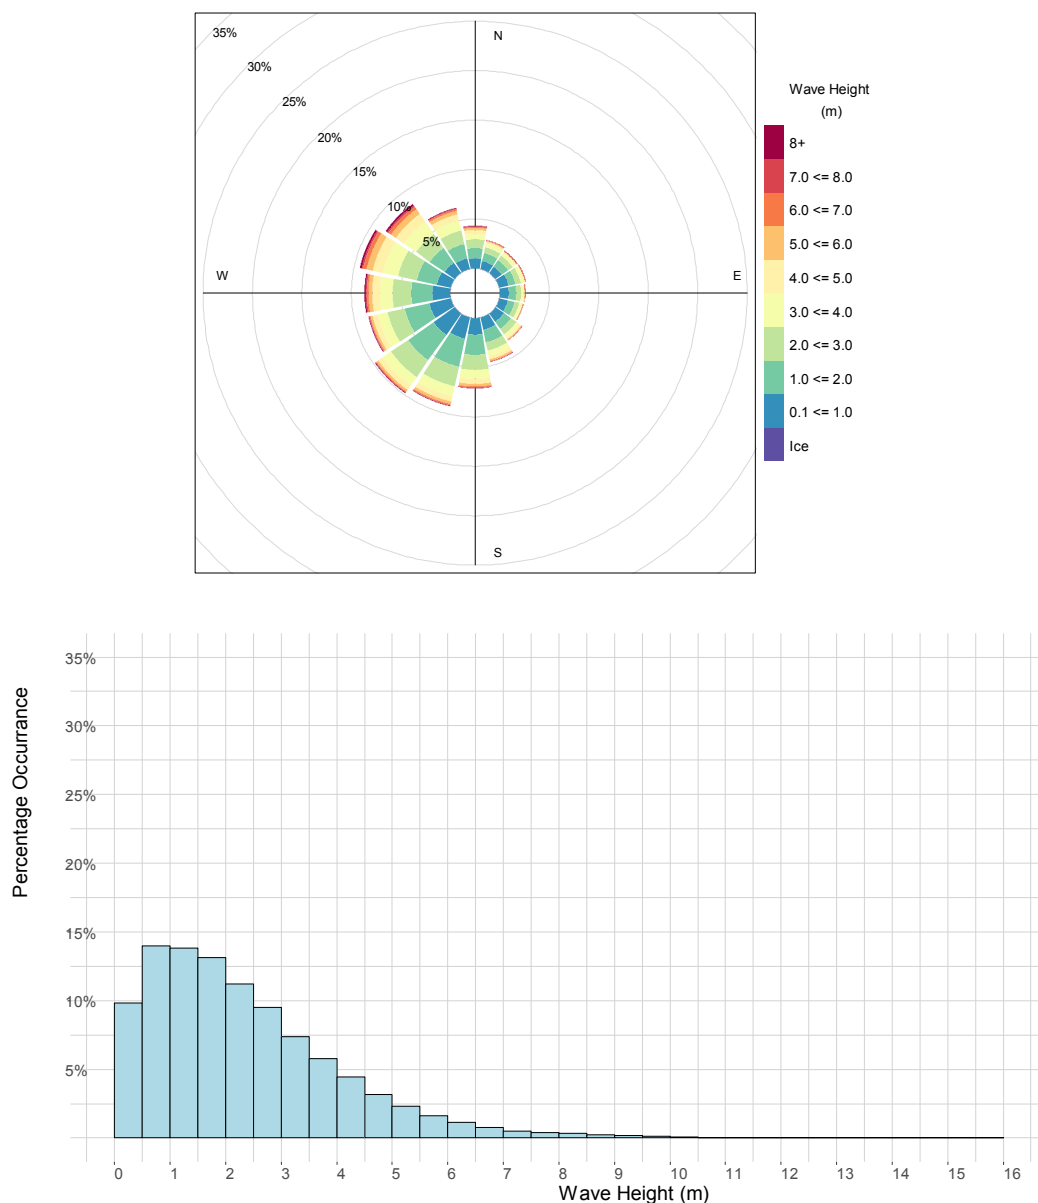 35%
N
30%
25%
20%
15%
10%
5%
W
E
S
Wave Height
(m)
8+
7.0 <= 8.0
6.0 <= 7.0
5.0 <= 6.0
4.0 <= 5.0
3.0 <= 4.0
2.0 <= 3.0
1.0 <= 2.0
0.1 <= 1.0
Ice
Percentage Occurrance
35%
30%
25%
20%
15%
10%
5%
0 1 2 3 4 5 6 7 8 9 10 11 12 13 14 15 16
Wave Height (m)